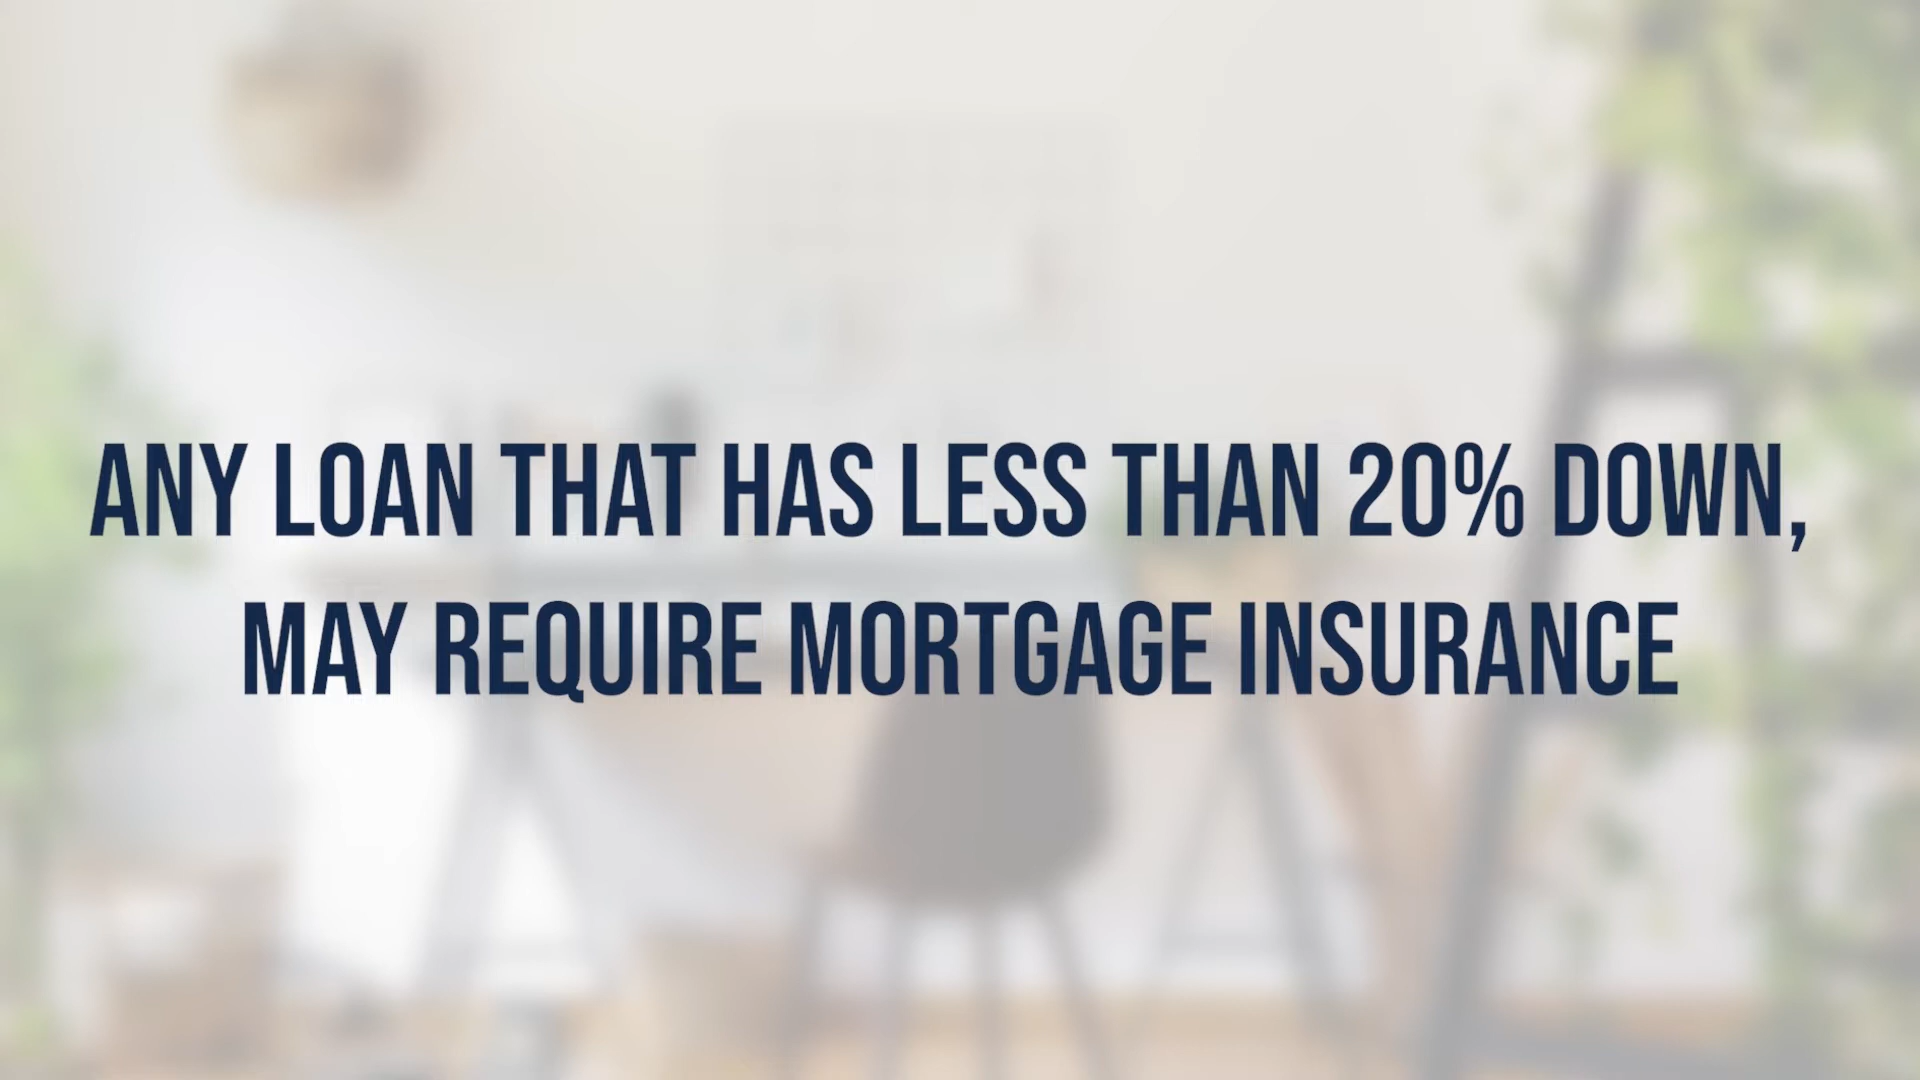 ANY LOAN THAT HAS LESS THAN 20% DOWN,
MAY REQUIRE MORTGAGE INSURANCE